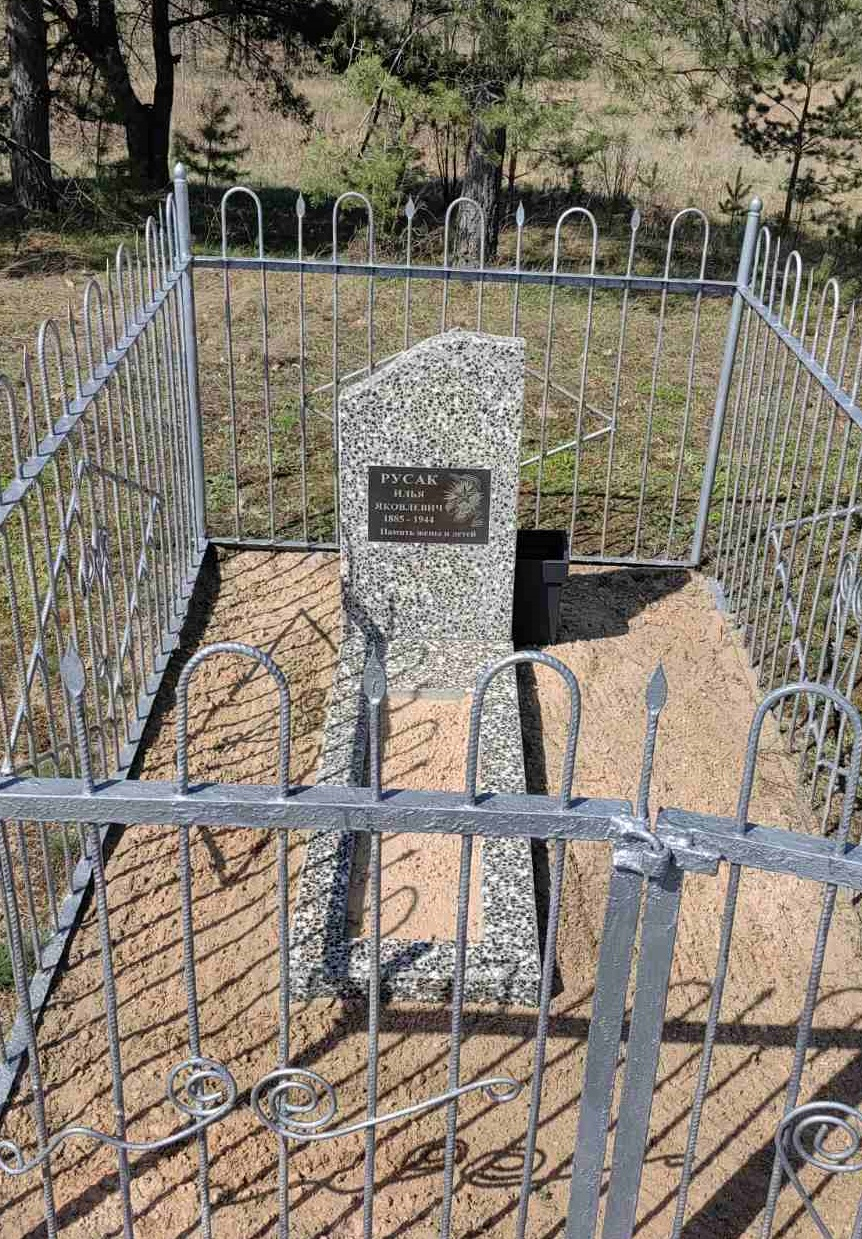 РУСАК
ИЛЬЯ
ЯКОВЛЕВИЧ
1885 - 1944
Память жены и детей